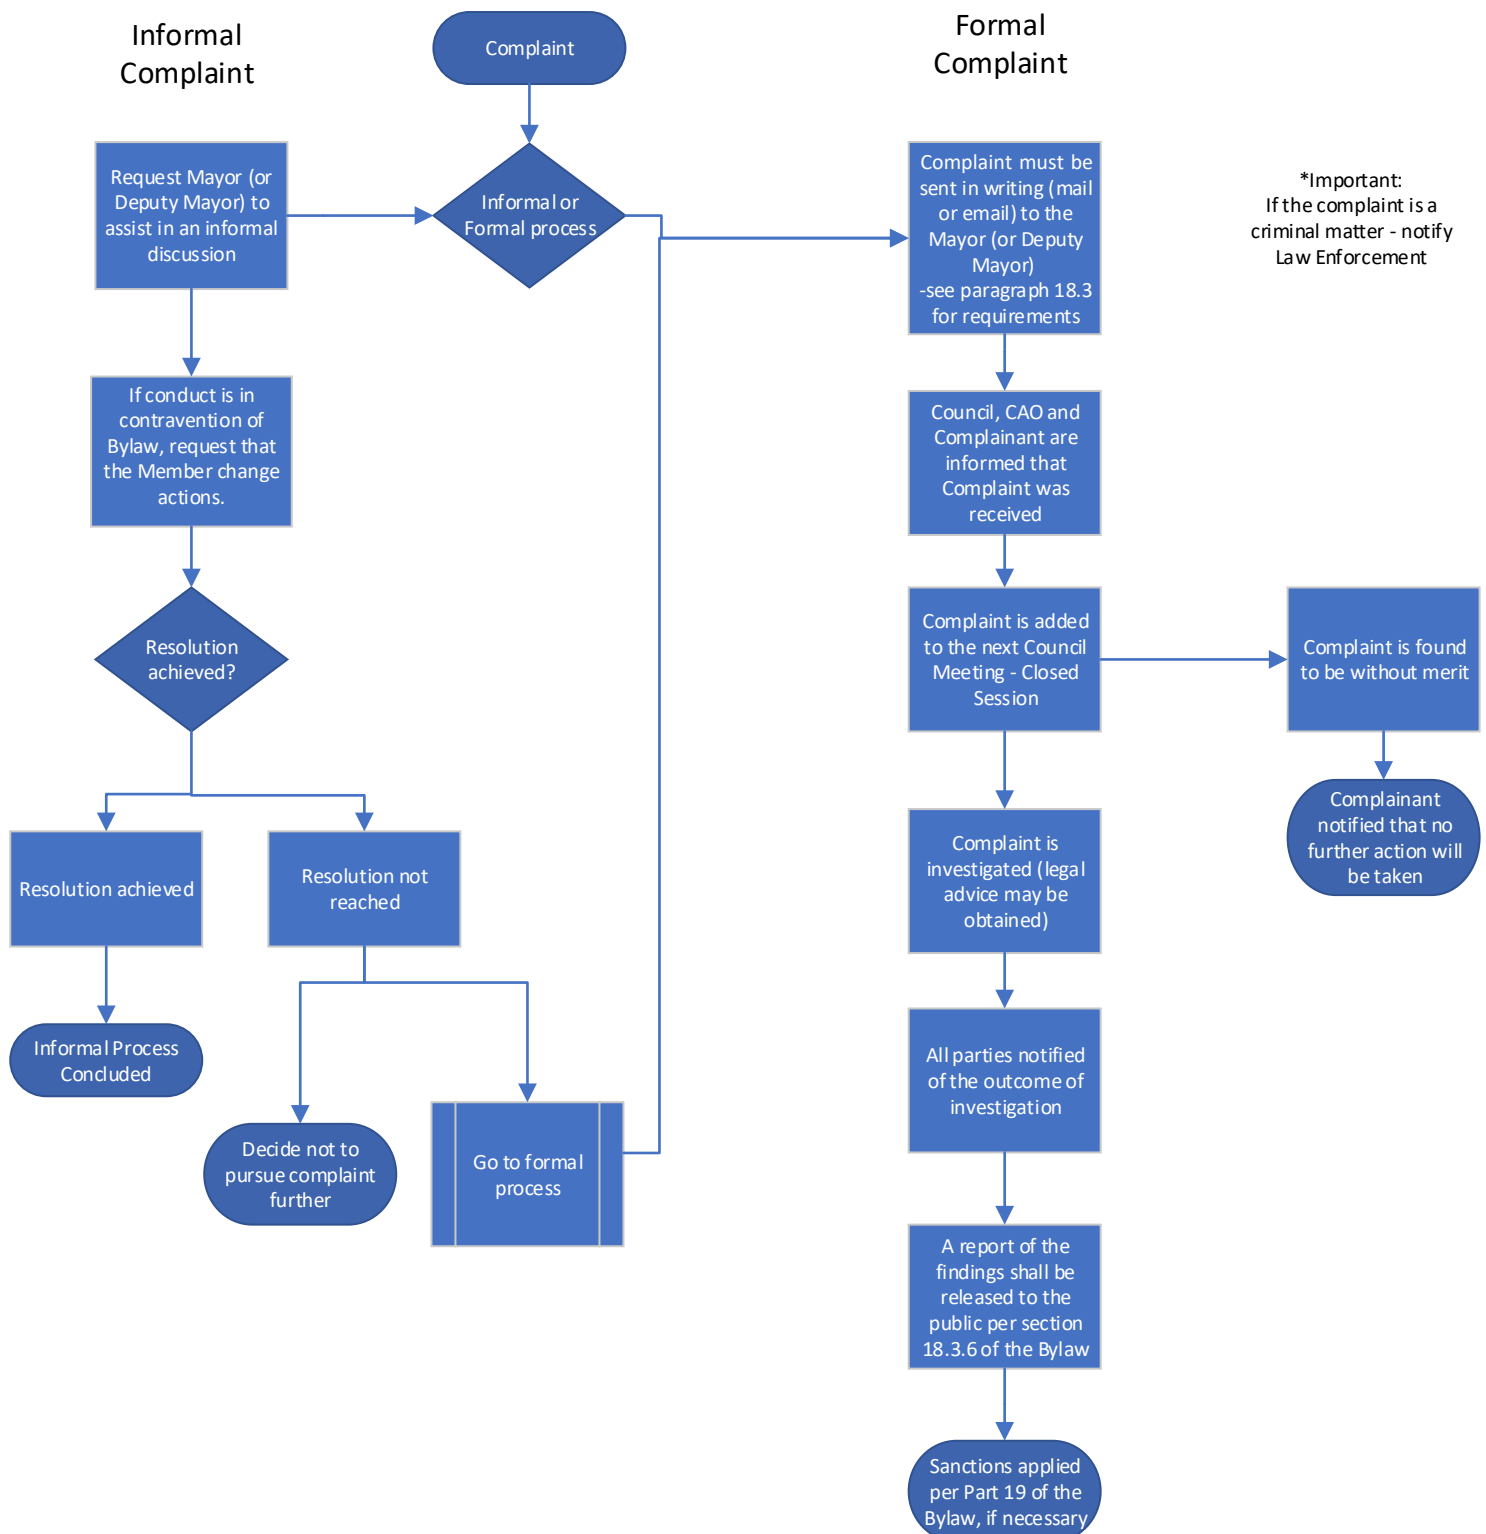 Informal
Complaint
Complaint
Formal
Complaint
Request Mayor (or
Deputy Mayor) to
assist in an informal
discussion
Informal or
Formal process
Complaint must be
sent in writing (mail
or email) to the
Mayor (or Deputy
Mayor)
-see paragraph 18.3
for requirements
*Important:
If the complaint is a
criminal matter - notify
Law Enforcement
If conduct is in
contravention of
Bylaw, request that
the Member change
actions.
Council, CAO and
Complainant are
informed that
Complaint was
received
Resolution
achieved?
Complaint is added
to the next Council
Meeting - Closed
Session
Complaint is found
to be without merit
Resolution achieved
Resolution not
reached
Complaint is
investigated (legal
advice may be
obtained)
Complainant
notified that no
further action will
be taken
Informal Process
Concluded
All parties notified
of the outcome of
investigation
Decide not to
pursue complaint
further
Go to formal
process
A report of the
findings shall be
released to the
public per section
18.3.6 of the Bylaw
Sanctions applied
per Part 19 of the
Bylaw, if necessary